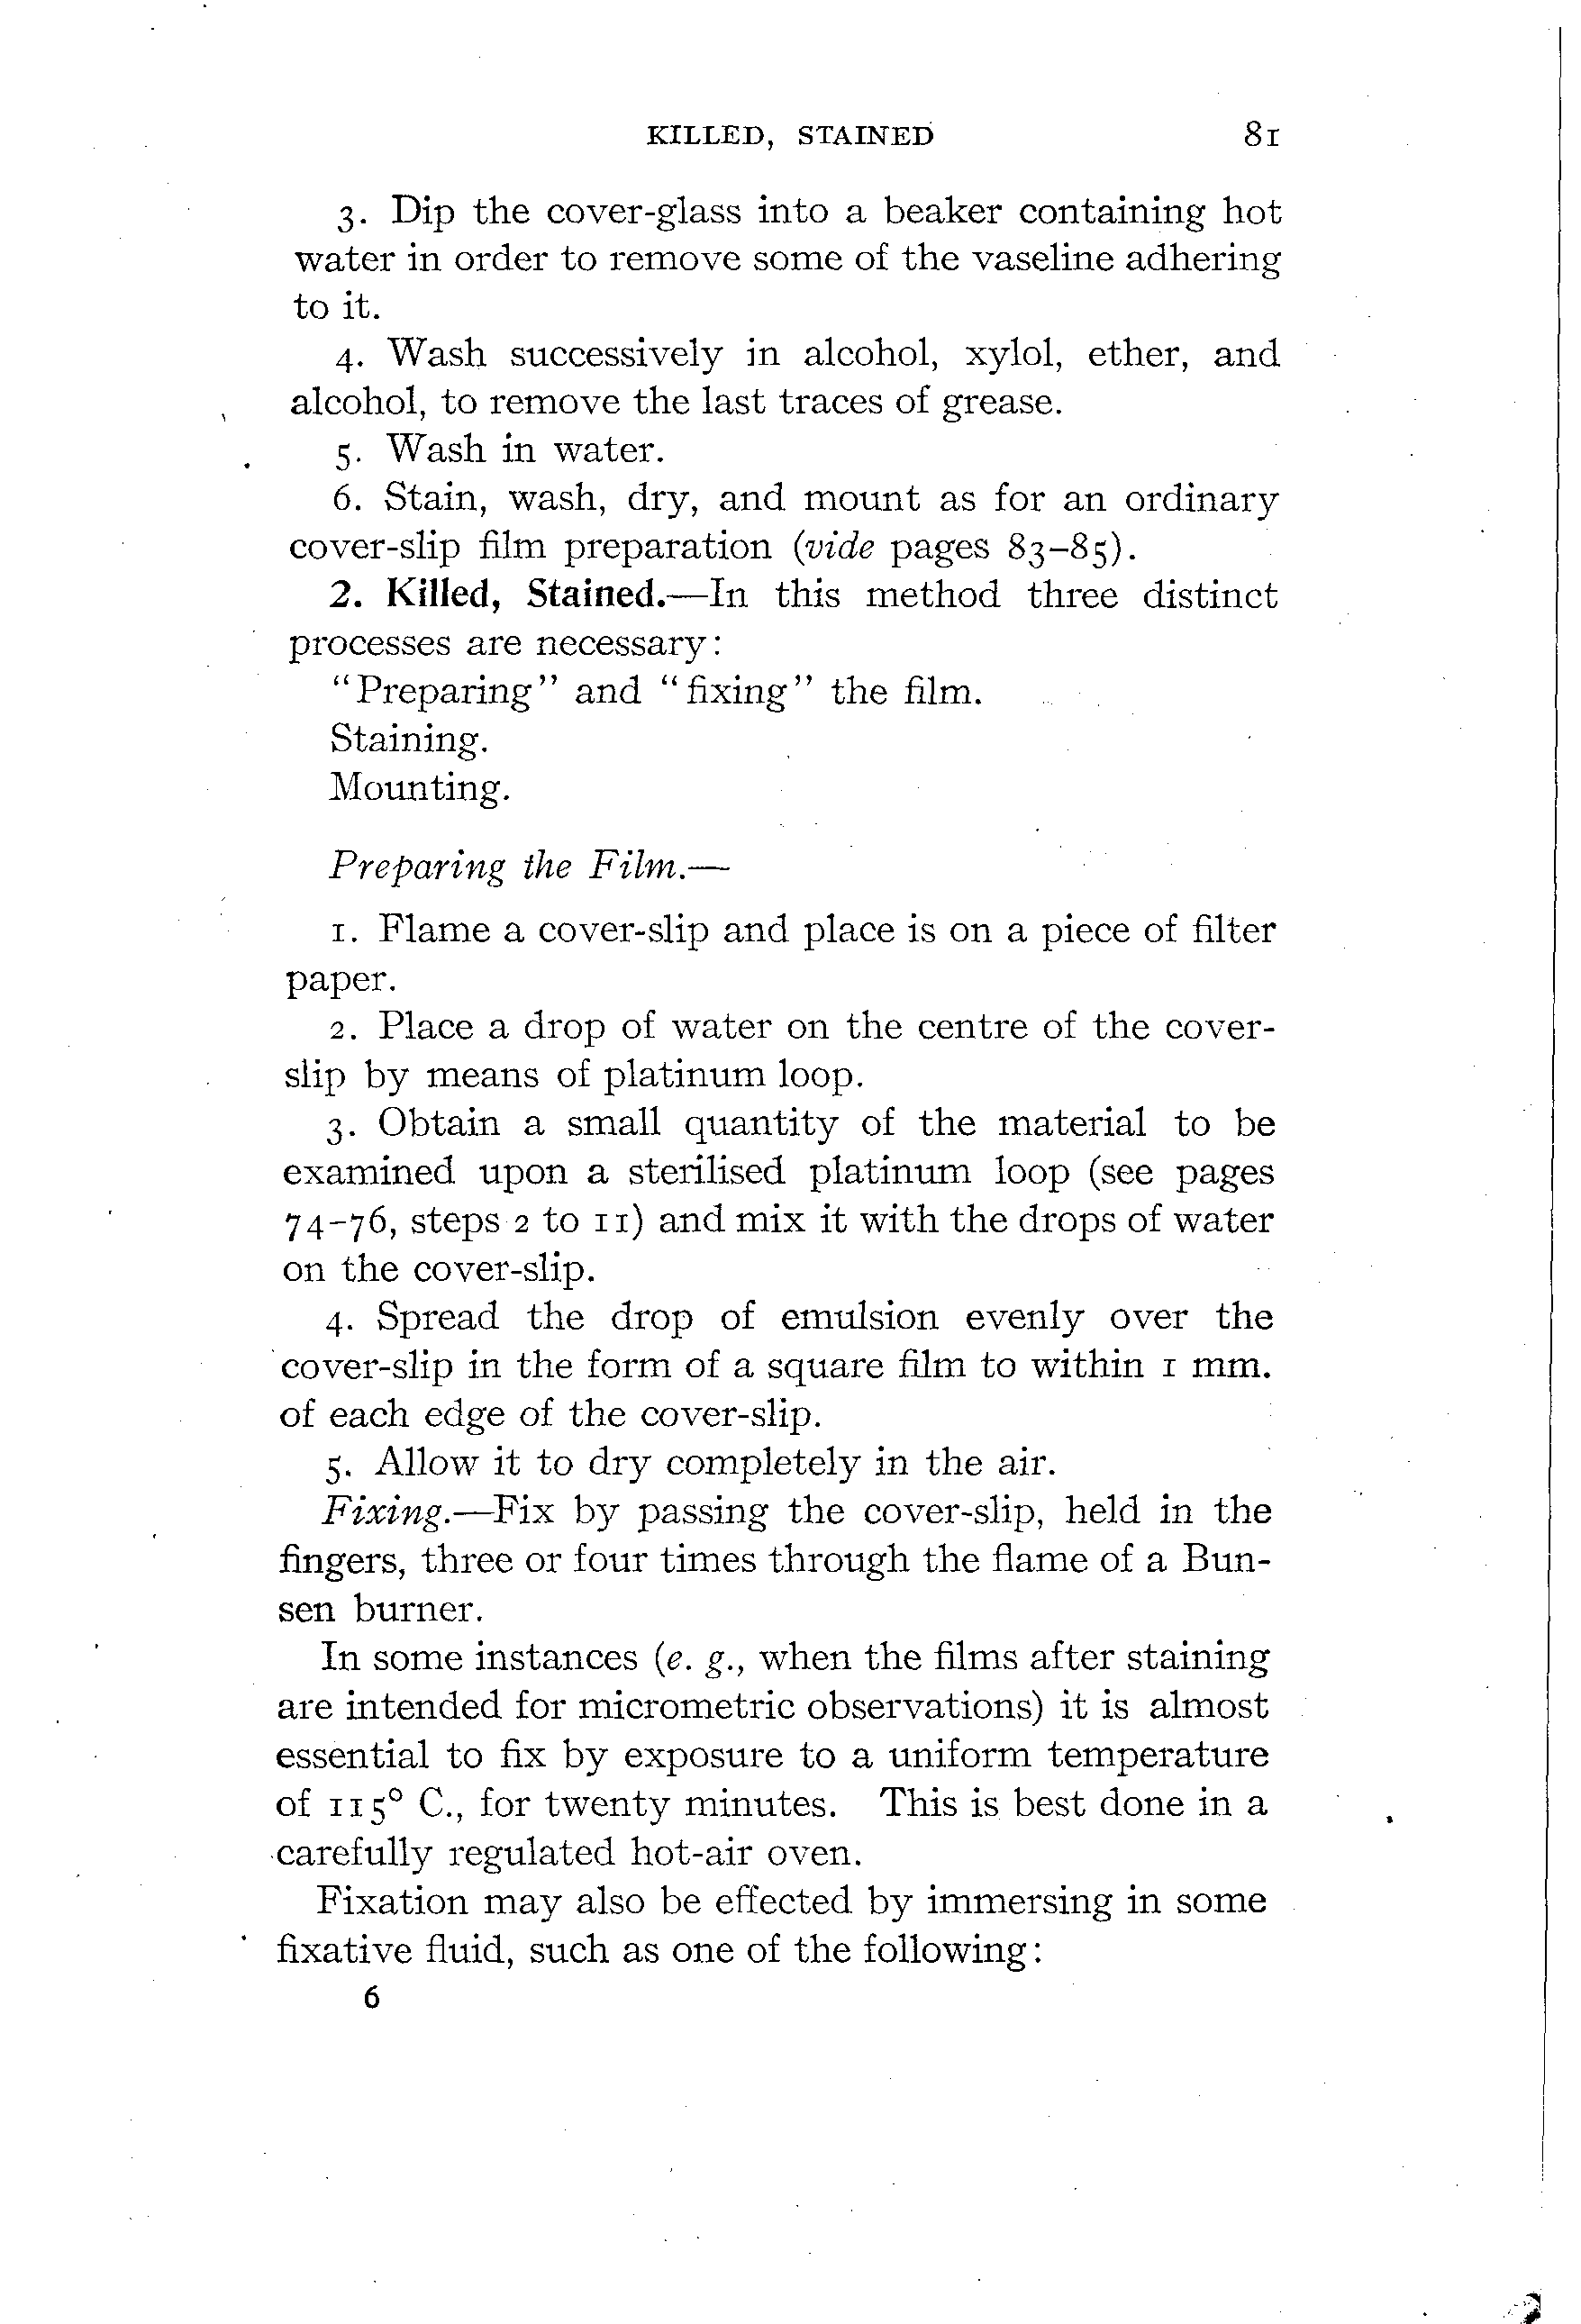 KILLED, STAINED 81
3. Dip the cover-glass into a beaker containing hot
water in order to remove some of the vaseline adhering
to it.
4. Wash successively in alcohol, xylol, ether, and
alcohol, to remove the last traces of grease.
5. Wash in water.
6. Stain, wash, dry, and mount as for an ordinary
cover-slip film preparation (vide pages 83–85).
2. Killed, Stained.—In this method three distinct
processes are necessary:
"Preparing" and "fixing" the film.
Staining.
Mounting.
Preparing the Film.—
1. Flame a cover-slip and place is on a piece of filter
paper.
2. Place a drop of water on the centre of the cover-
slip by means of platinum loop.
3. Obtain a small quantity of the material to be
examined upon a sterilised platinum loop (see pages
74–76, steps 2 to 11) and mix it with the drops of water
on the cover-slip.
4. Spread the drop of emulsion evenly over the
cover-slip in the form of a square film to within 1 mm.
of each edge of the cover-slip.
5. Allow it to dry completely in the air.
Fixing.—Fix by passing the cover-slip, held in the
fingers, three or four times through the flame of a Bun-
sen burner.
In some instances (e. g., when the films after staining
are intended for micrometric observations) it is almost
essential to fix by exposure to a uniform temperature
of 115° C., for twenty minutes. This is best done in a
carefully regulated hot-air oven.
Fixation may also be effected by immersing in some
fixative fluid, such as one of the following:
6